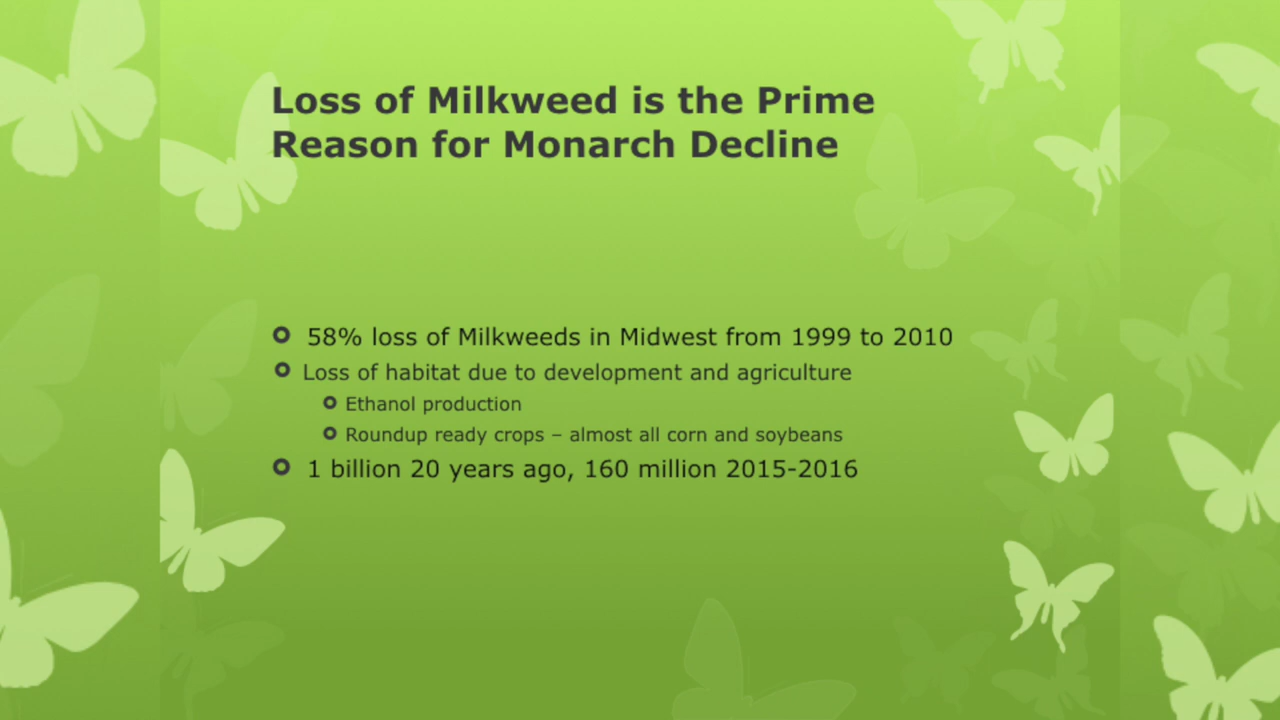 Loss of Milkweed is the Prime
Reason for Monarch Decline
58% loss of Milkweeds in Midwest from 1999 to 2010
Loss of habitat due to development and agriculture
Ethanol production
Roundup ready crops – almost all corn and soybeans
1 billion 20 years ago, 160 million 2015-2016